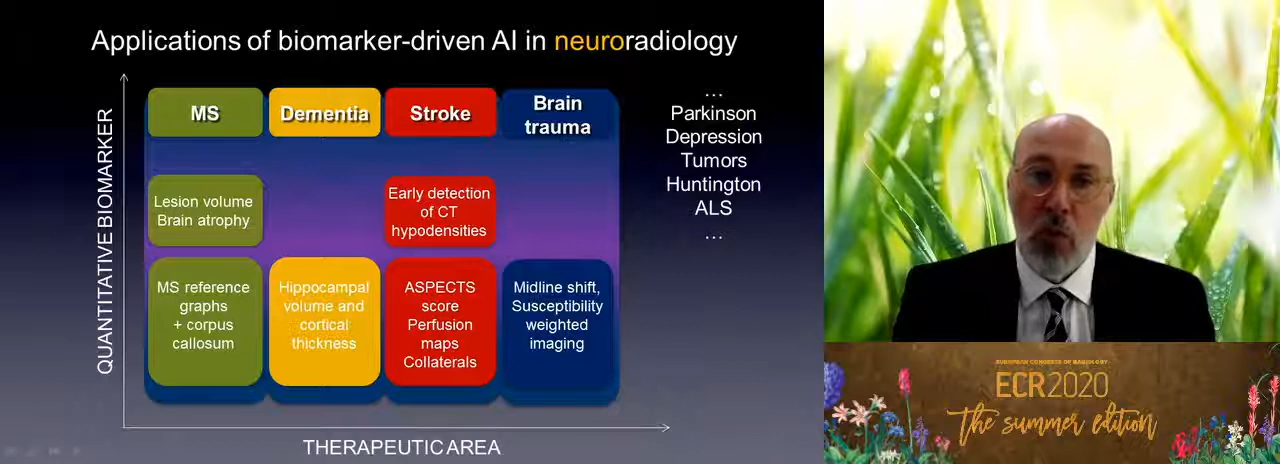 Applications of biomarker-driven AI in neuroradiology
QUANTITATIVE BIOMARKER
MS
Dementia
Stroke
Brain
trauma
Lesion volume
Brain atrophy
Early detection
of CT
hypodensities
MS reference
graphs
+ corpus
callosum
Hippocampal
volume and
cortical
thickness
ASPECTS
score
Perfusion
maps
Collaterals
Midline shift,
Susceptibility
weighted
imaging
THERAPEUTIC AREA
...
Parkinson
Depression
Tumors
Huntington
ALS
...
EUROPEAN CONGRESS OF RADIOLOGY
ECR2020
The summer edition